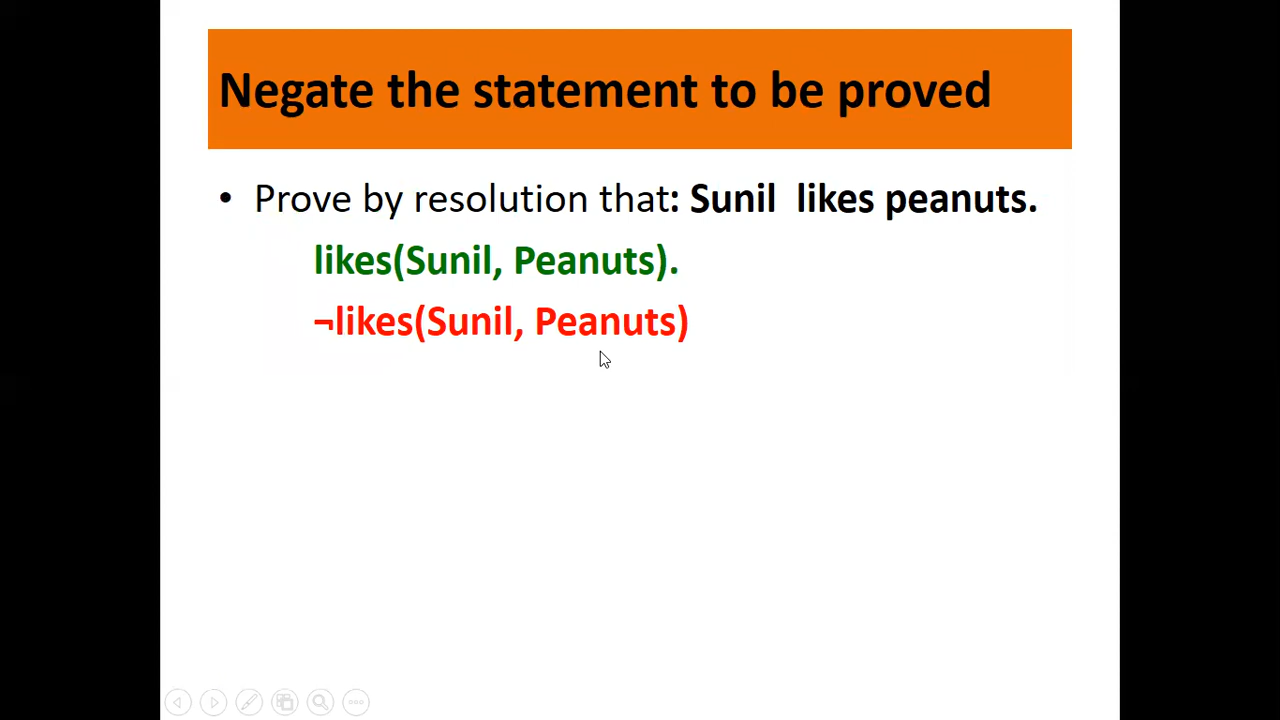 Negate the statement to be proved
• Prove by resolution that: Sunil  likes peanuts.
likes(Sunil, Peanuts).
¬likes(Sunil, Peanuts)